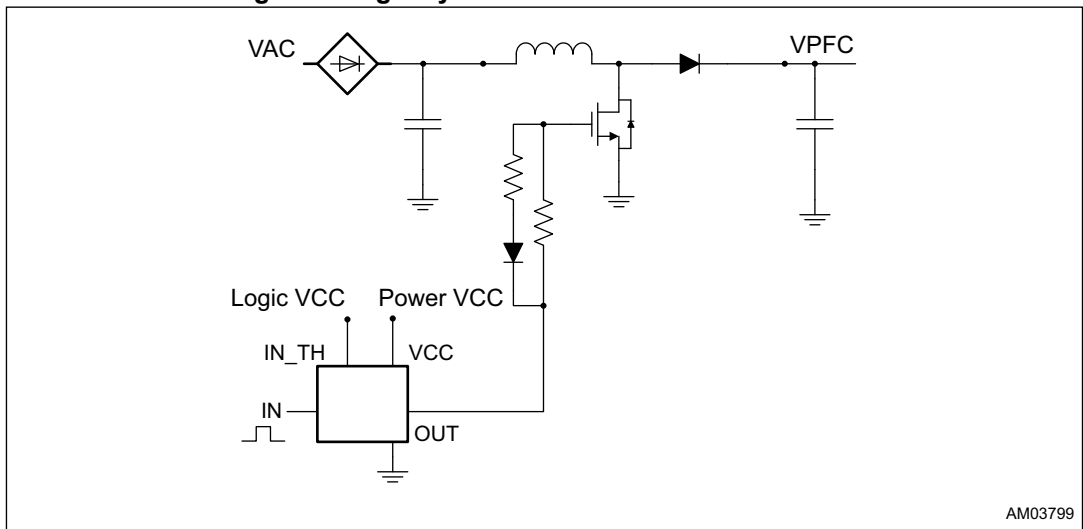 VAC
VPFC
Logic VCC
Power VCC
IN_TH
VCC
IN
OUT
AM03799